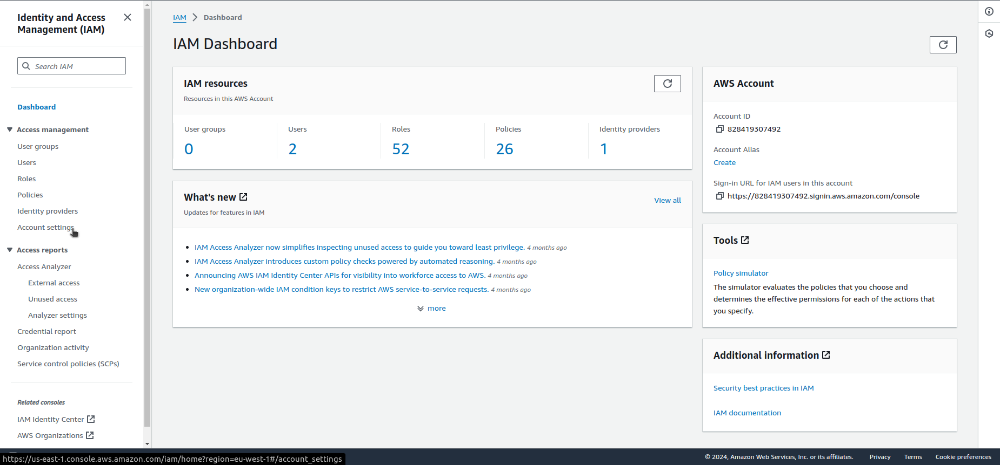 Identity and Access
Management (IAM)
Search IAM
Dashboard
Access management
User groups
Users
Roles
Policies
Identity providers
Account settings
Access reports
Access Analyzer
External access
Unused access
Analyzer settings
Credential report
Organization activity
Service control policies (SCPs)
Related consoles
IAM Identity Center
AWS Organizations
IAM > Dashboard
IAM Dashboard
IAM resources
Resources in this AWS Account
User groups
0
Users
2
Roles
52
Policies
26
Identity providers
1
What's new
View all
Updates for features in IAM
IAM Access Analyzer now simplifies inspecting unused access to guide you toward least privilege. 4 months ago
IAM Access Analyzer introduces custom policy checks powered by automated reasoning. 4 months ago
Announcing AWS IAM Identity Center APIs for visibility into workforce access to AWS. 4 months ago
New organization-wide IAM condition keys to restrict AWS service-to-service requests. 4 months ago
more
AWS Account
Account ID
828419307492
Account Alias
Create
Sign-in URL for IAM users in this account
https://828419307492.signin.aws.amazon.com/console
Tools
Policy simulator
The simulator evaluates the policies that you choose and
determines the effective permissions for each of the actions that
you specify.
Additional information
Security best practices in IAM
IAM documentation
https://us-east-1.console.aws.amazon.com/iam/home?region=eu-west-1#/account_settings
© 2024, Amazon Web Services, Inc. or its affiliates. Privacy Terms Cookie preferences